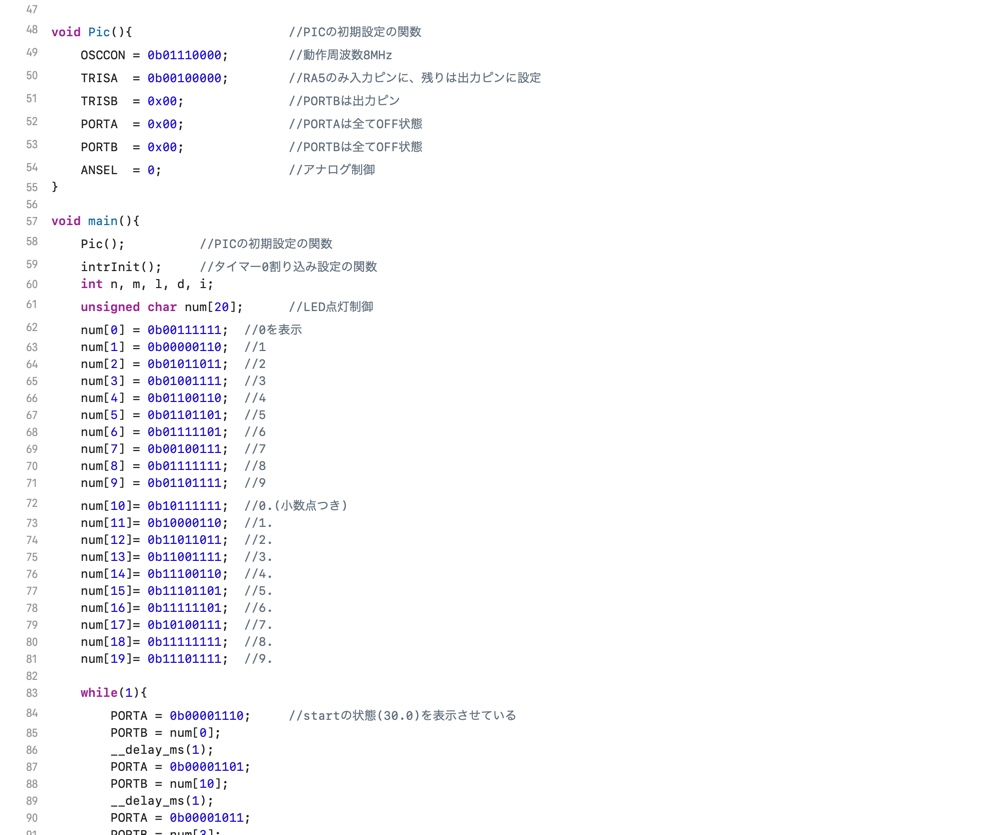 47
48 void Pic(){ //PICの初期設定の関数
49 OSCCON = 0b01110000; //動作周波数8MHz
50 TRISA = 0b00100000; //RA5のみ入力ピンに、残りは出力ピンに設定
51 TRISB = 0x00; //PORTBは出力ピン
52 PORTA = 0x00; //PORTAは全てOFF状態
53 PORTB = 0x00; //PORTBは全てOFF状態
54 ANSEL = 0; //アナログ制御
55 }
56
57 void main(){
58 Pic(); //PICの初期設定の関数
59 intrInit(); //タイマー0割り込み設定の関数
60 int n, m, l, d, i;
61 unsigned char num[20]; //LED点灯制御
62 num[0] = 0b00111111; //0を表示
63 num[1] = 0b00000110; //1
64 num[2] = 0b01011011; //2
65 num[3] = 0b01001111; //3
66 num[4] = 0b01100110; //4
67 num[5] = 0b01101101; //5
68 num[6] = 0b01111101; //6
69 num[7] = 0b00100111; //7
70 num[8] = 0b01111111; //8
71 num[9] = 0b01101111; //9
72 num[10]= 0b10111111; //0.(小数点つき)
73 num[11]= 0b10000110; //1.
74 num[12]= 0b11011011; //2.
75 num[13]= 0b11001111; //3.
76 num[14]= 0b11100110; //4.
77 num[15]= 0b11101101; //5.
78 num[16]= 0b11111101; //6.
79 num[17]= 0b10100111; //7.
80 num[18]= 0b11111111; //8.
81 num[19]= 0b11101111; //9.
82
83 while(1){
84 PORTA = 0b00001110; //startの状態(30.0)を表示させている
85 PORTB = num[0];
86 __delay_ms(1);
87 PORTA = 0b00001101;
88 PORTB = num[10];
89 __delay_ms(1);
90 PORTA = 0b00001011;
91 PORTB = num[3];